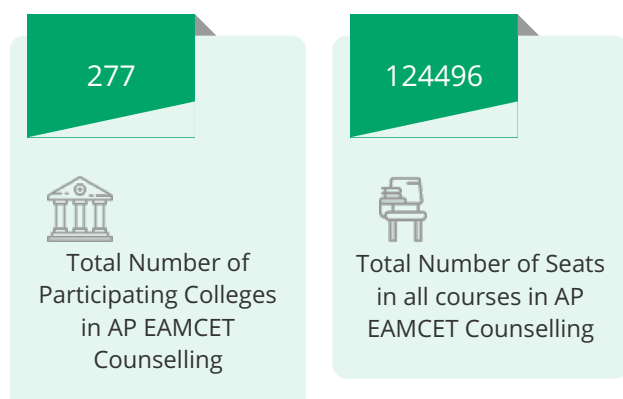 277
Total Number of
Participating Colleges
in AP EAMCET
Counselling
124496
Total Number of Seats
in all courses in AP
EAMCET Counselling